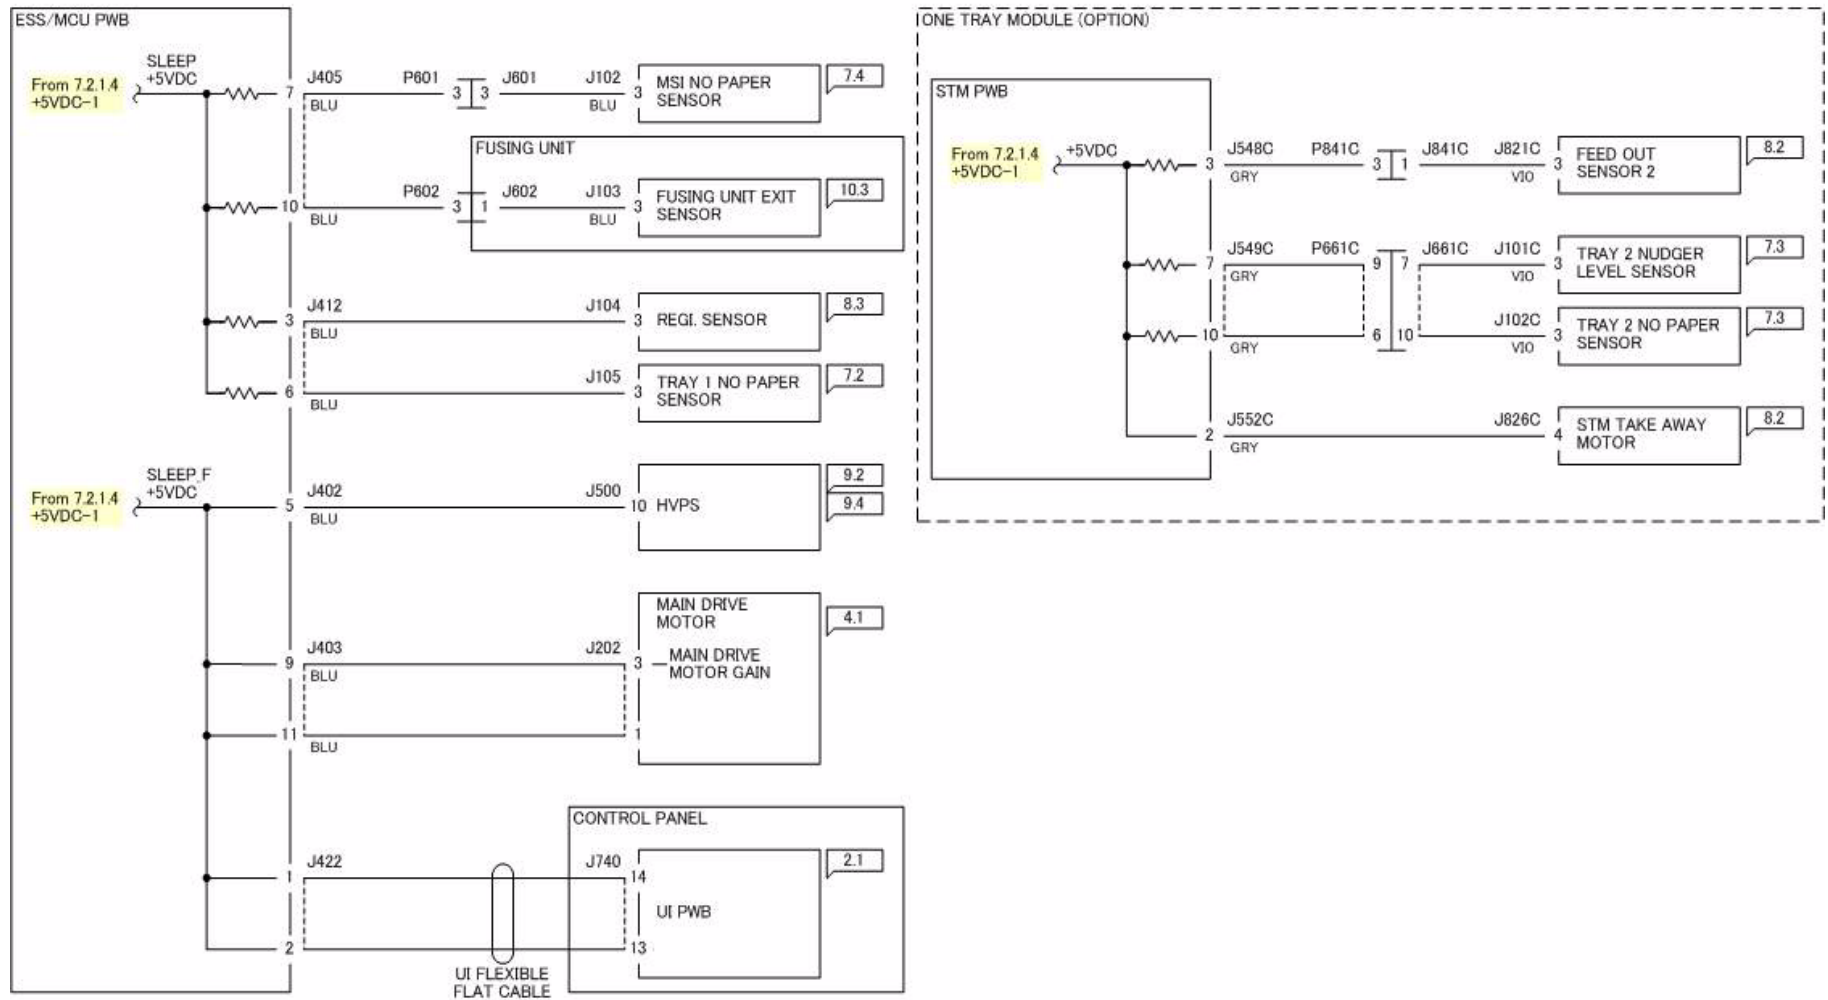 ESS/MCU PWB
SLEEP
+5VDC
From 7.2.1.4
+5VDC-1
7
J405
BLU
P601
3
3
J601
J102
BLU
3
MSI NO PAPER
SENSOR
7.4
FUSING UNIT
10
BLU
P602
3
1
J602
J103
BLU
3
FUSING UNIT EXIT
SENSOR
10.3
3
J412
BLU
J104
3
REGI. SENSOR
8.3
6
BLU
J105
3
TRAY 1 NO PAPER
SENSOR
7.2
SLEEP_F
+5VDC
From 7.2.1.4
+5VDC-1
5
J402
BLU
J500
10
HVPS
9.2
9.4
MAIN DRIVE
MOTOR
4.1
9
J403
BLU
J202
3
MAIN DRIVE
MOTOR GAIN
11
BLU
1
CONTROL PANEL
1
J422
J740
14
2.1
UI PWB
2
13
UI FLEXIBLE
FLAT CABLE
ONE TRAY MODULE (OPTION)
STM PWB
From 7.2.1.4
+5VDC-1
+5VDC
3
J548C
GRY
P841C
3
1
J841C
J821C
VIO
3
FEED OUT
SENSOR 2
8.2
7
J549C
GRY
P661C
9
7
J661C
J101C
VIO
3
TRAY 2 NUDGER
LEVEL SENSOR
7.3
10
GRY
6
10
J102C
VIO
3
TRAY 2 NO PAPER
SENSOR
7.3
2
J552C
GRY
J826C
4
STM TAKE AWAY
MOTOR
8.2